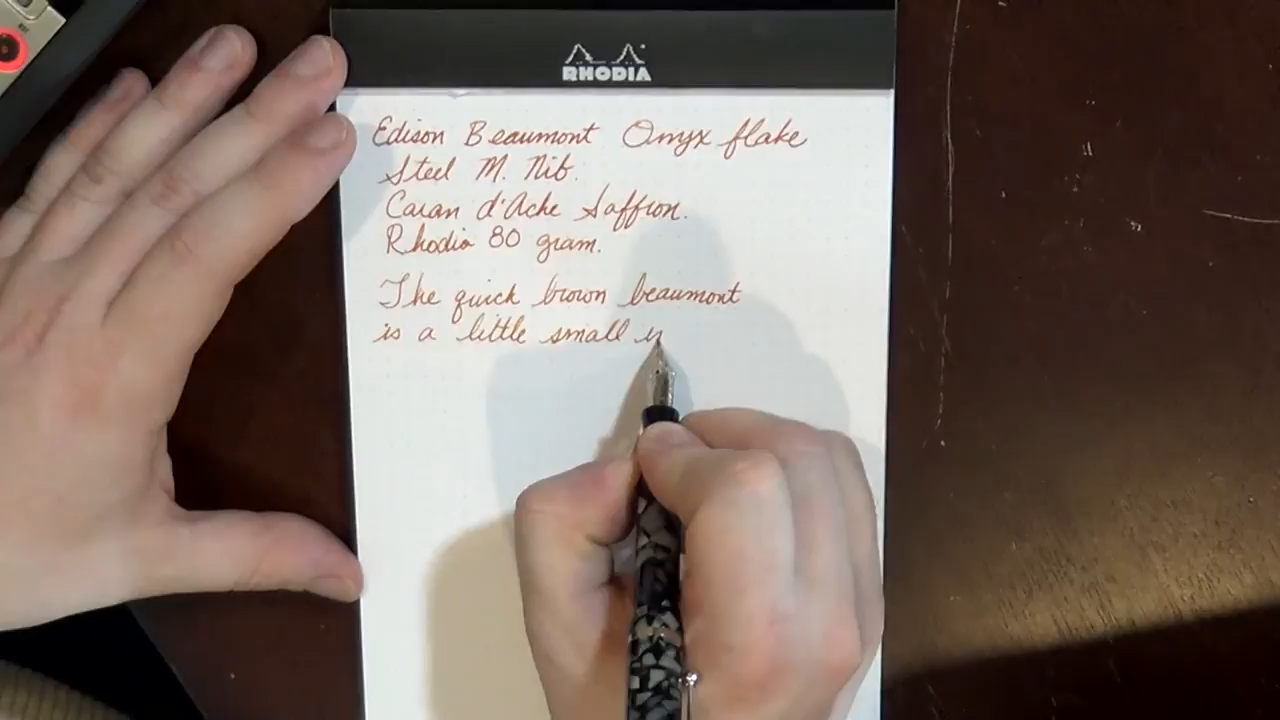 RHODIA
Edison Beaumont Onyx flake
Steel M. Nib.
Caran d'Ache Saffron.
Rhodia 80 gram.
The quick brown beaumont
is a little small